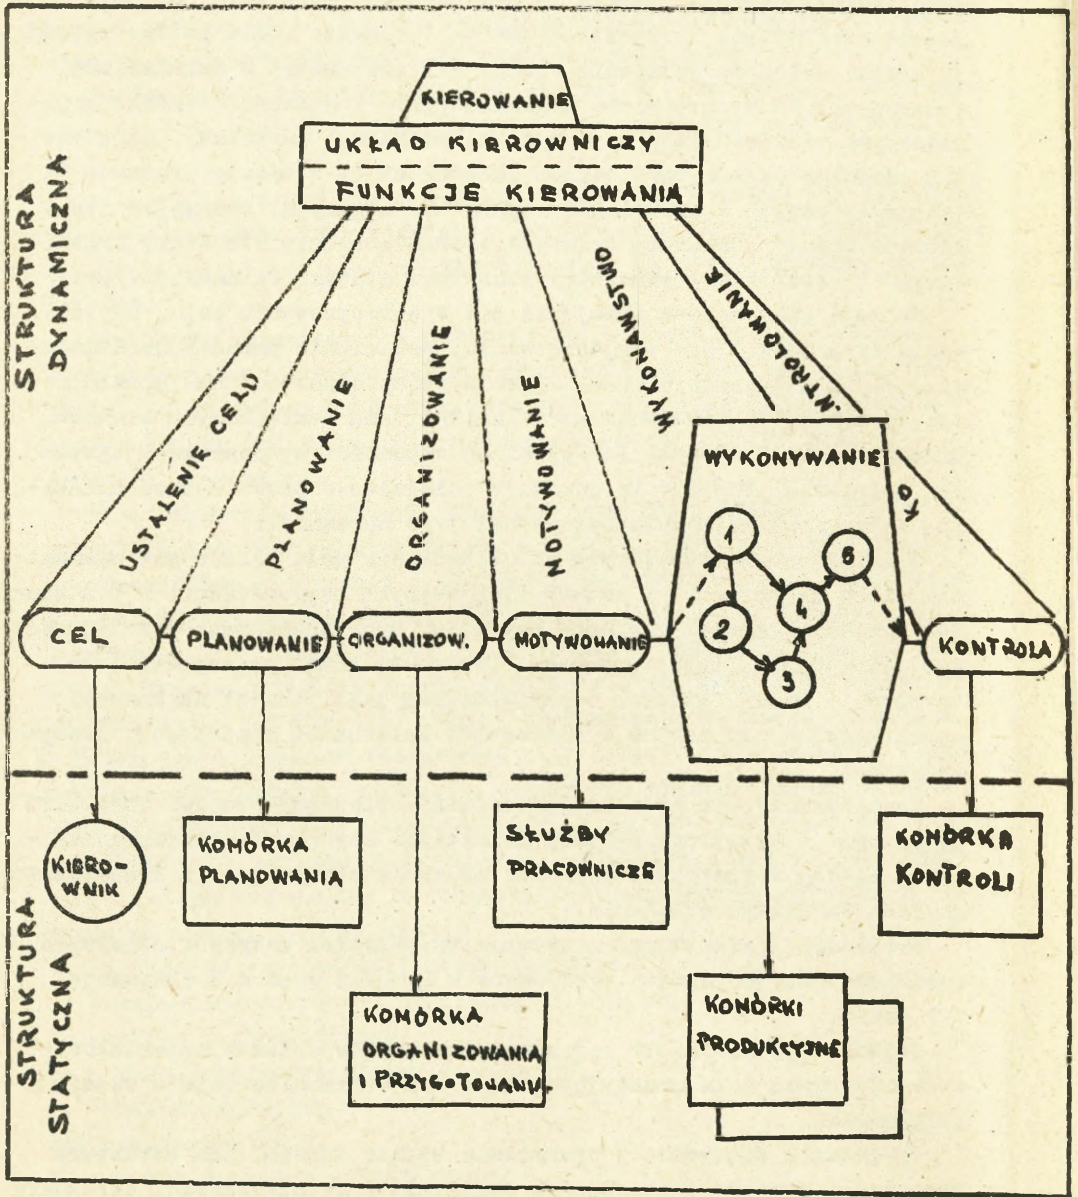 KIEROWANIE
UKŁAD KIEROWNICZY
FUNKCJE KIEROWANIA
STRUKTURA
DYNAMICZNA
USTALENIE CELU
PLANOWANIE
ORGANIZOWANIE
MOTYWOWANIE
WYKONAWSTWO
KONTROLOWANIE
WYKONYWANIE
1
2
3
4
6
CEL
PLANOWANIE
ORGANIZOW.
MOTYWOWANIE
KONTROLA
STRUKTURA
STATYCZNA
KIERO-
WNIK
KOMÓRKA
PLANOWANIA
SŁUŻBY
PRACOWNICZE
KOMÓRKA
KONTROLI
KOMÓRKA
ORGANIZOWANIA
I PRZYGOTOWAN.
KOMÓRKI
PRODUKCYJNE